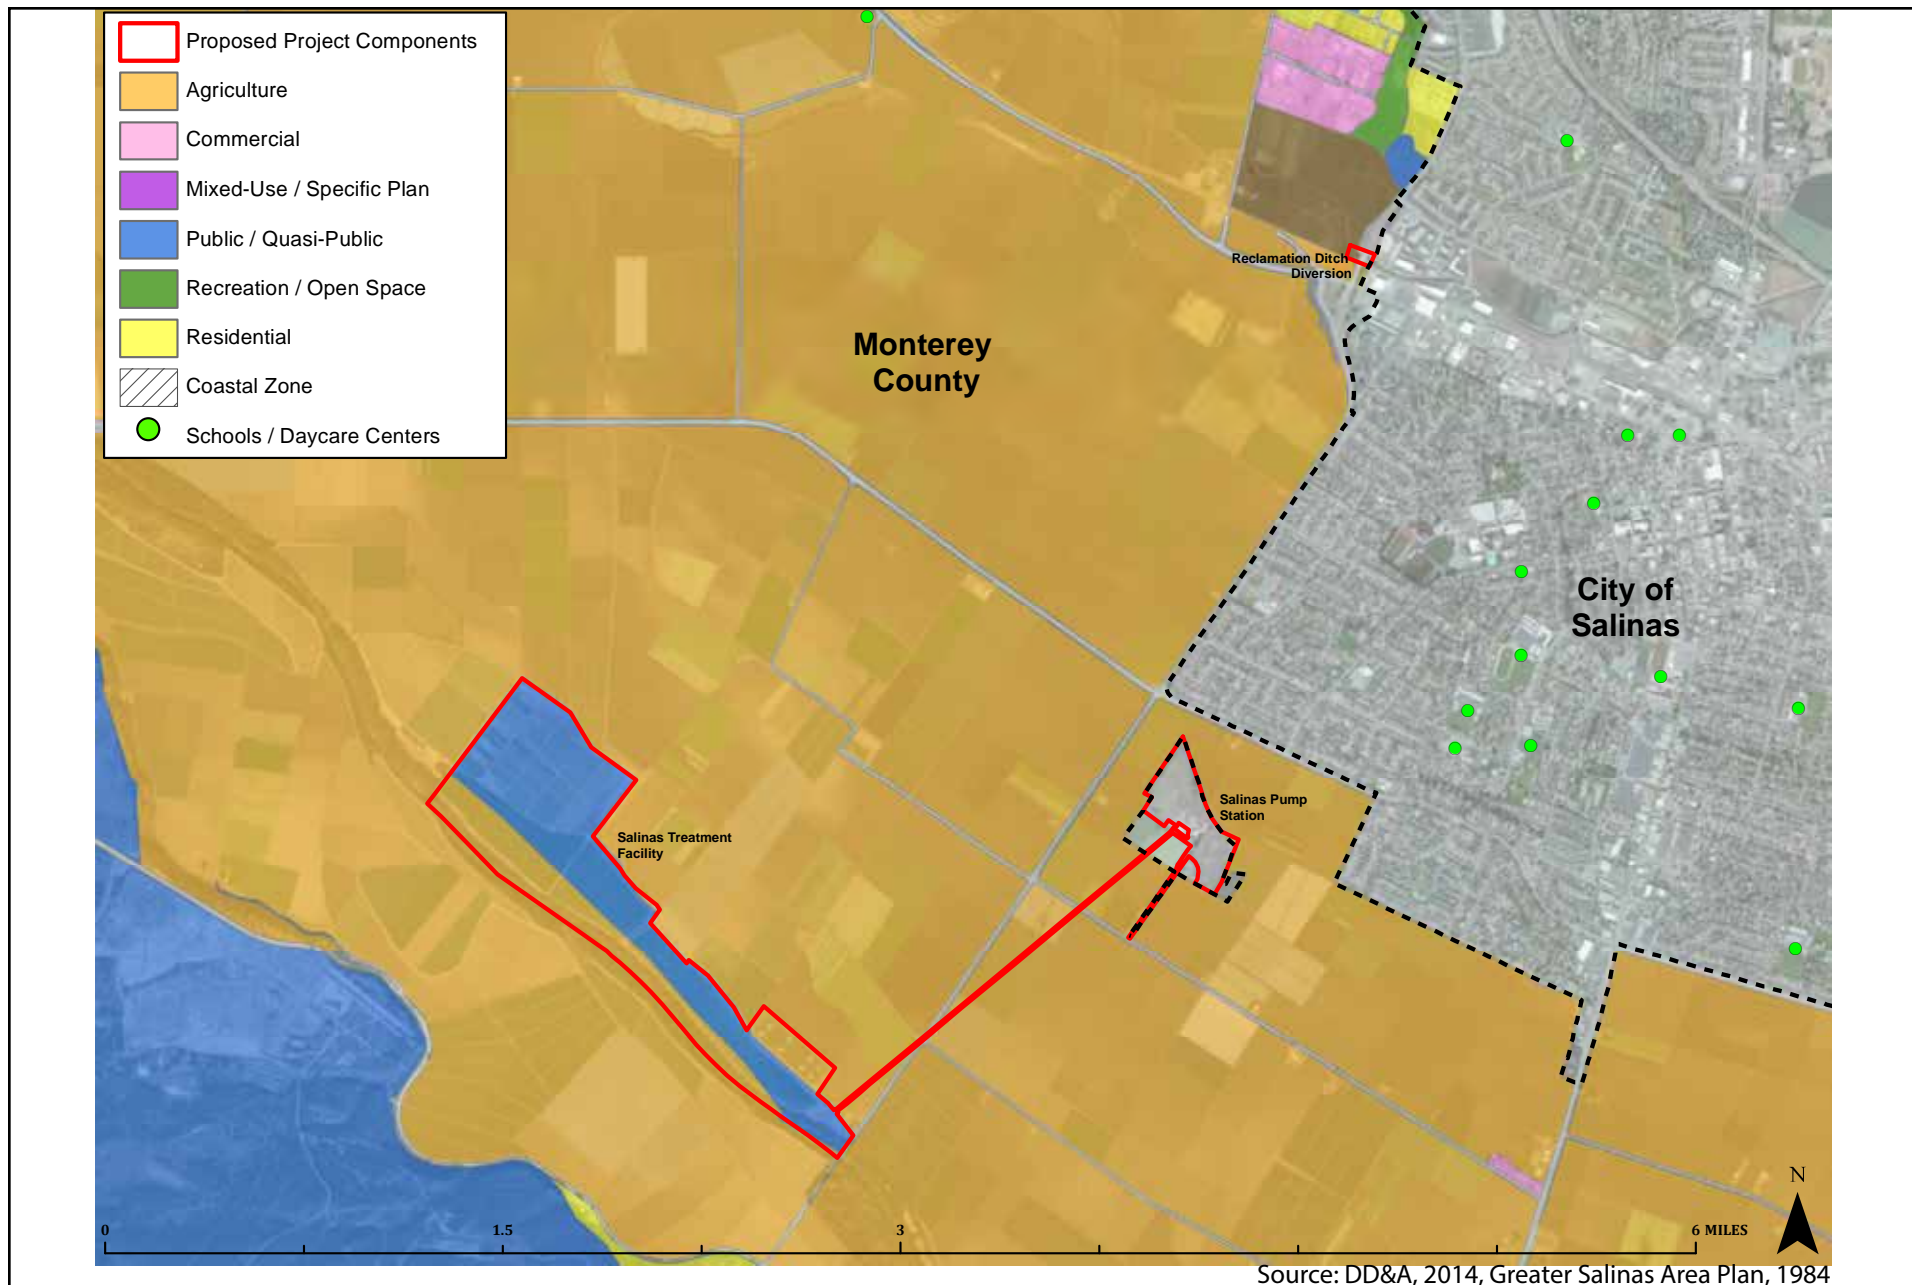 Proposed Project Components
Agriculture
Commercial
Mixed-Use / Specific Plan
Public / Quasi-Public
Recreation / Open Space
Residential
Coastal Zone
Schools / Daycare Centers
Reclamation Ditch
Diversion
Monterey
County
City of
Salinas
Salinas Pump
Station
Salinas Treatment
Facility
N
0
1.5
3
6 MILES
Source: DD&A, 2014, Greater Salinas Area Plan, 1984